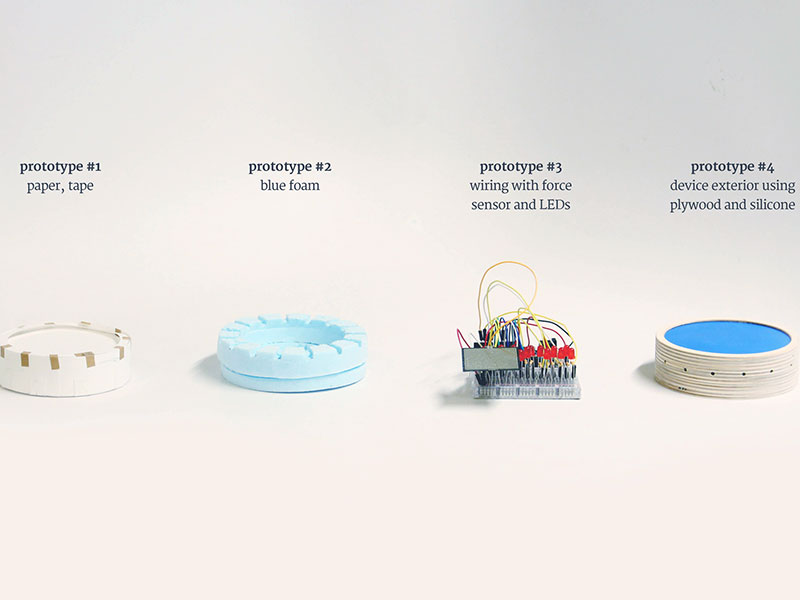 prototype #1
paper, tape
prototype #2
blue foam
prototype #3
wiring with force
sensor and LEDs
prototype #4
device exterior using
plywood and silicone